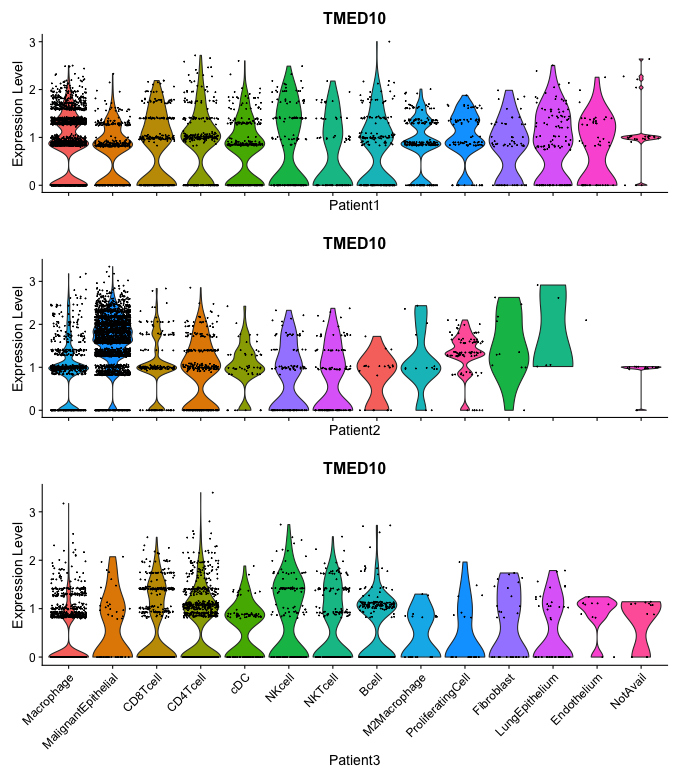 TMED10
Expression Level
3
2
1
0
Patient1
TMED10
Expression Level
3
2
1
0
Patient2
TMED10
Expression Level
3
2
1
0
Macrophage
MalignantEpithelial
CD8Tcell
CD4Tcell
cDC
NKcell
NKTcell
Bcell
M2Macrophage
ProliferatingCell
Fibroblast
LungEpithelium
Endothelium
NotAvail
Patient3